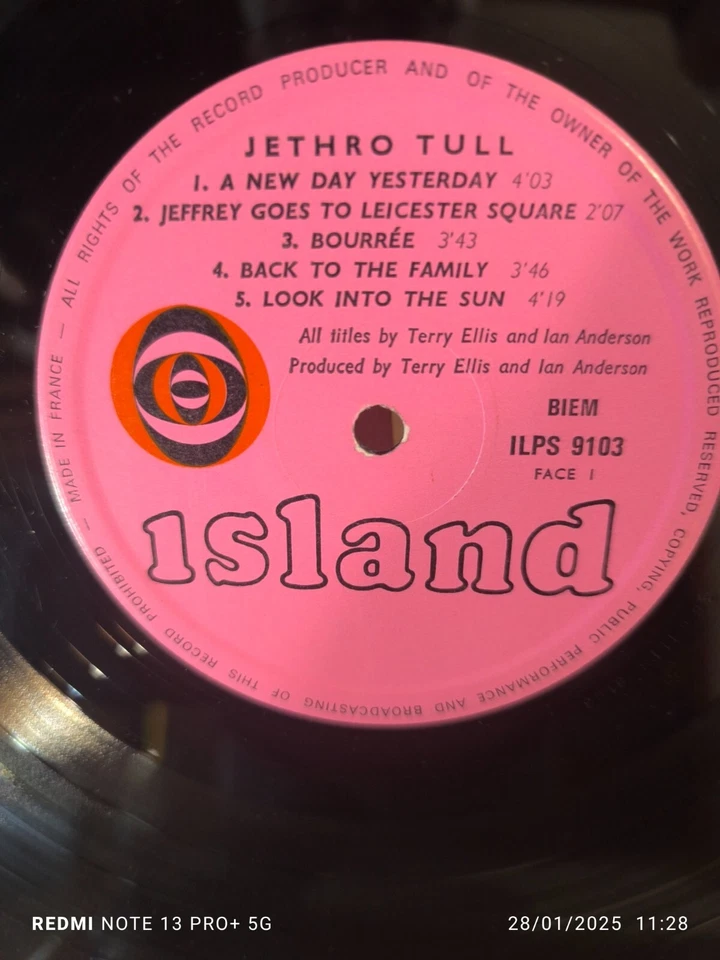 ALL RIGHTS OF THE RECORD PRODUCER AND OF THE OWNER OF THE WORK REPRODUCED RESERVED, COPYING, PUBLIC PERFORMANCE AND BROADCASTING OF THIS RECORD PROHIBITED — MADE IN FRANCE —
JETHRO TULL
1. A NEW DAY YESTERDAY 4'03
2. JEFFREY GOES TO LEICESTER SQUARE 2'07
3. BOURRÉE 3'43
4. BACK TO THE FAMILY 3'46
5. LOOK INTO THE SUN 4'19
All titles by Terry Ellis and Ian Anderson
Produced by Terry Ellis and Ian Anderson
BIEM
ILPS 9103
FACE 1
island
REDMI NOTE 13 PRO+ 5G
28/01/2025 11:28